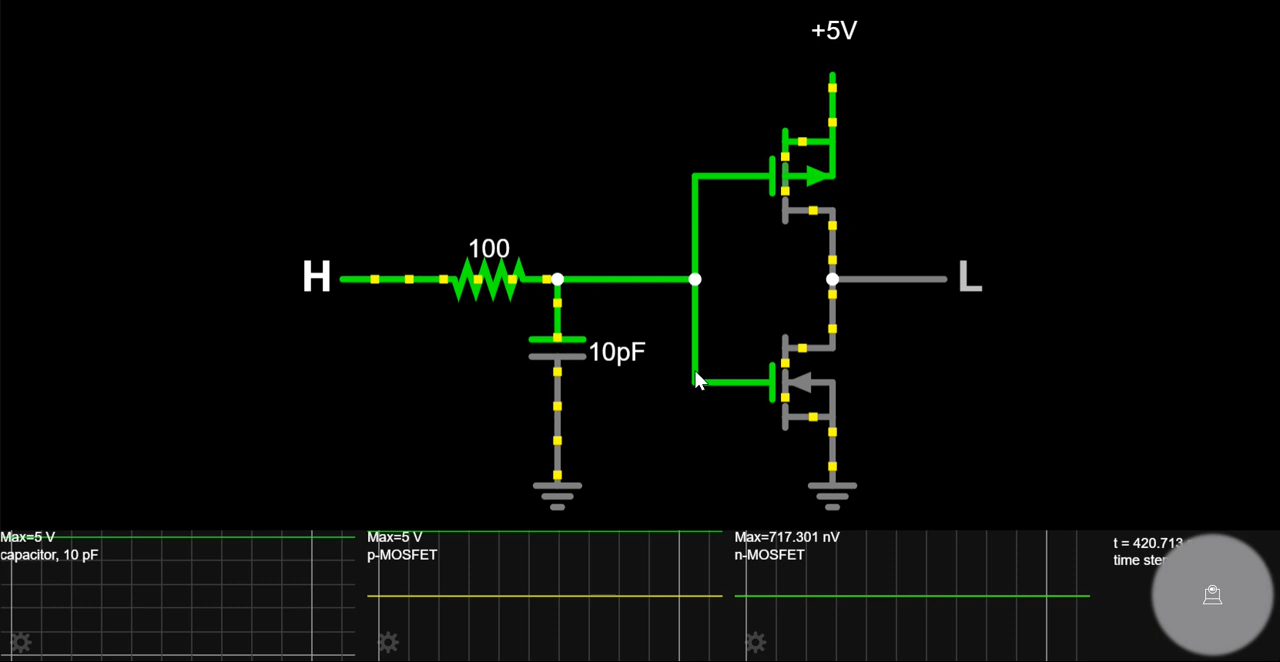 +5V
100
H
L
10pF
Max=5 V
capacitor, 10 pF
Max=5 V
p-MOSFET
Max=717.301 nV
n-MOSFET
t = 420.713
time